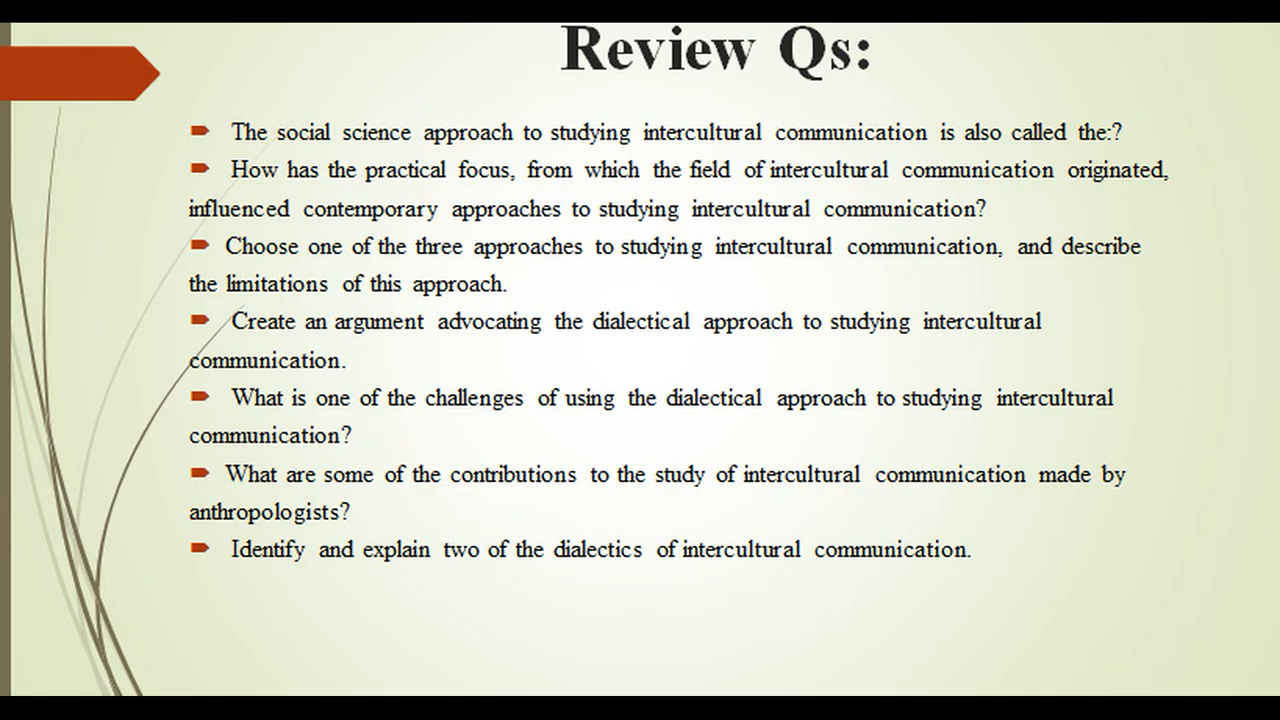 Review Qs:
The social science approach to studying intercultural communication is also called the:?
How has the practical focus, from which the field of intercultural communication originated,
influenced contemporary approaches to studying intercultural communication?
Choose one of the three approaches to studying intercultural communication, and describe
the limitations of this approach.
Create an argument advocating the dialectical approach to studying intercultural
communication.
What is one of the challenges of using the dialectical approach to studying intercultural
communication?
What are some of the contributions to the study of intercultural communication made by
anthropologists?
Identify and explain two of the dialectics of intercultural communication.